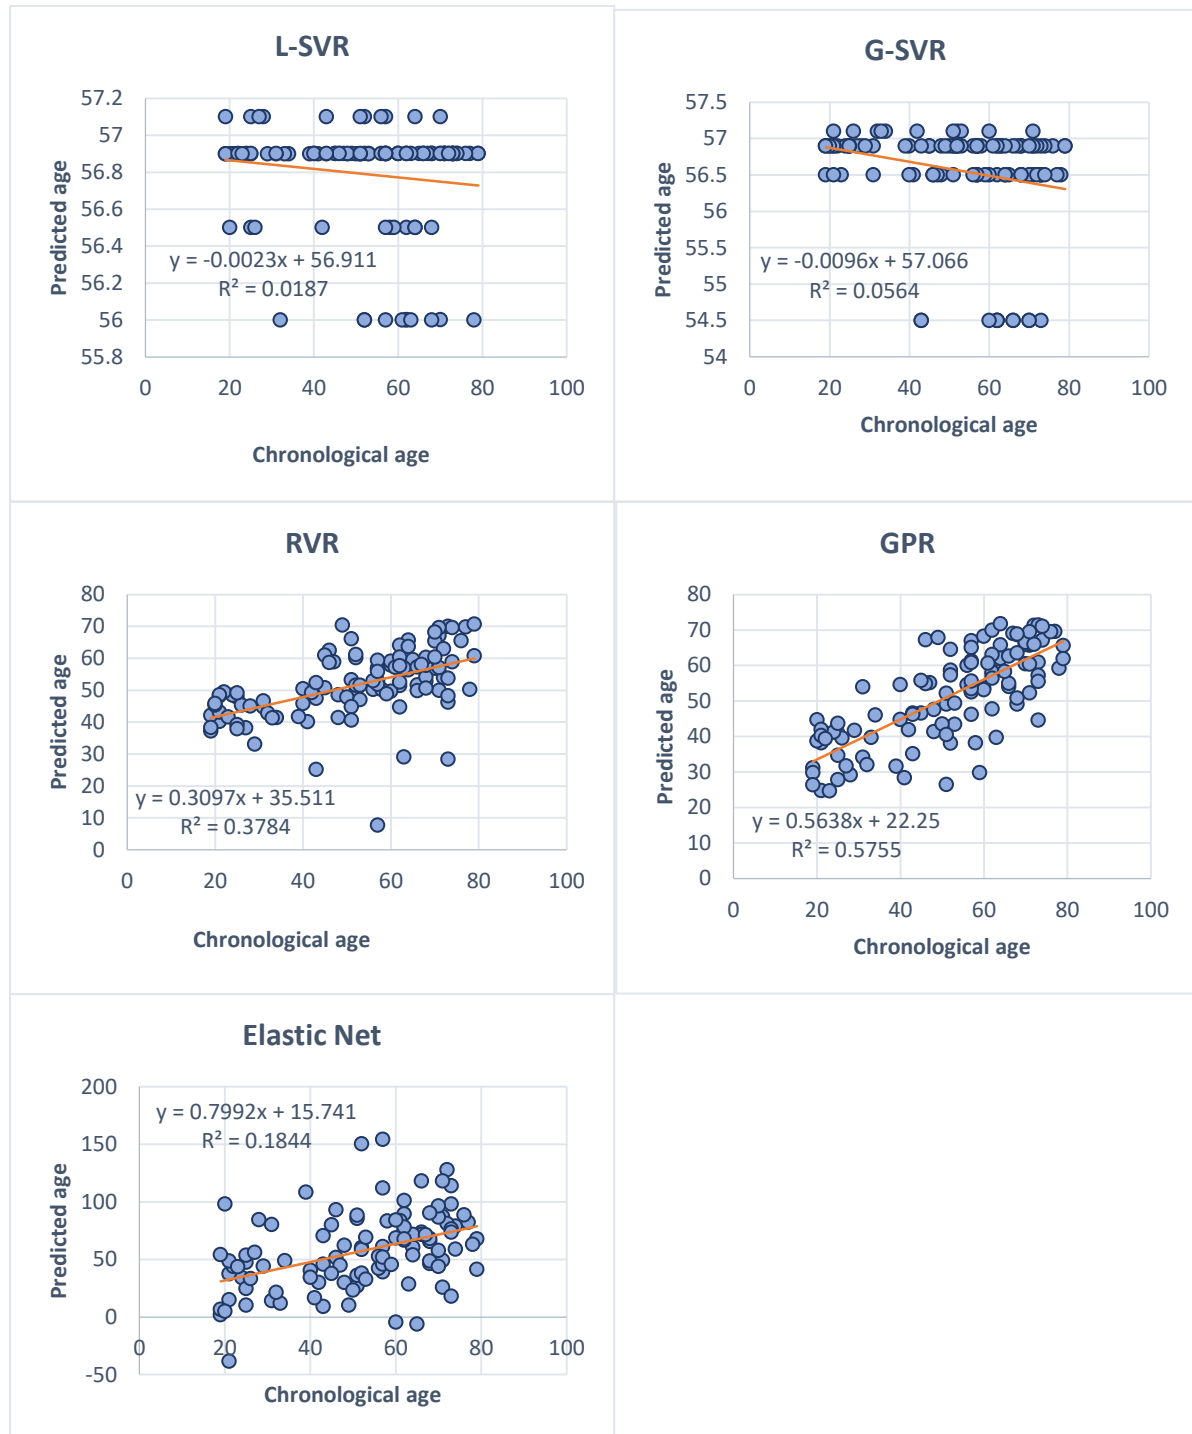 L-SVR
57.2
57
56.8
56.6
56.4
56.2
56
55.8
Predicted age
y = -0.0023x + 56.911
R² = 0.0187
0 20 40 60 80 100
Chronological age
G-SVR
57.5
57
56.5
56
55.5
55
54.5
54
Predicted age
y = -0.0096x + 57.066
R² = 0.0564
0 20 40 60 80 100
Chronological age
RVR
80
70
60
50
40
30
20
10
0
Predicted age
y = 0.3097x + 35.511
R² = 0.3784
0 20 40 60 80 100
Chronological age
GPR
80
70
60
50
40
30
20
10
0
Predicted age
y = 0.5638x + 22.25
R² = 0.5755
0 20 40 60 80 100
Chronological age
Elastic Net
200
150
100
50
0
-50
Predicted age
y = 0.7992x + 15.741
R² = 0.1844
0 20 40 60 80 100
Chronological age